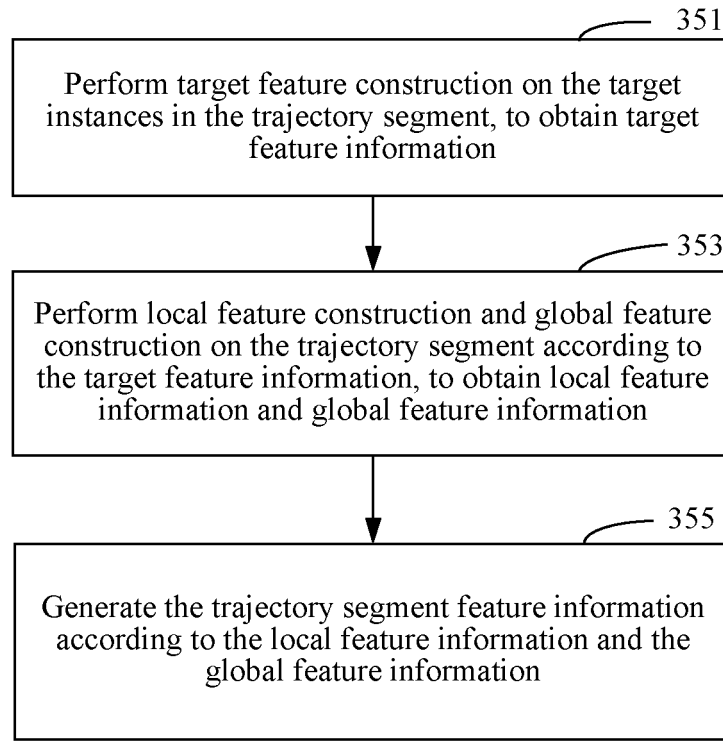 351
Perform target feature construction on the target
instances in the trajectory segment, to obtain target
feature information
353
Perform local feature construction and global feature
construction on the trajectory segment according to
the target feature information, to obtain local feature
information and global feature information
355
Generate the trajectory segment feature information
according to the local feature information and the
global feature information